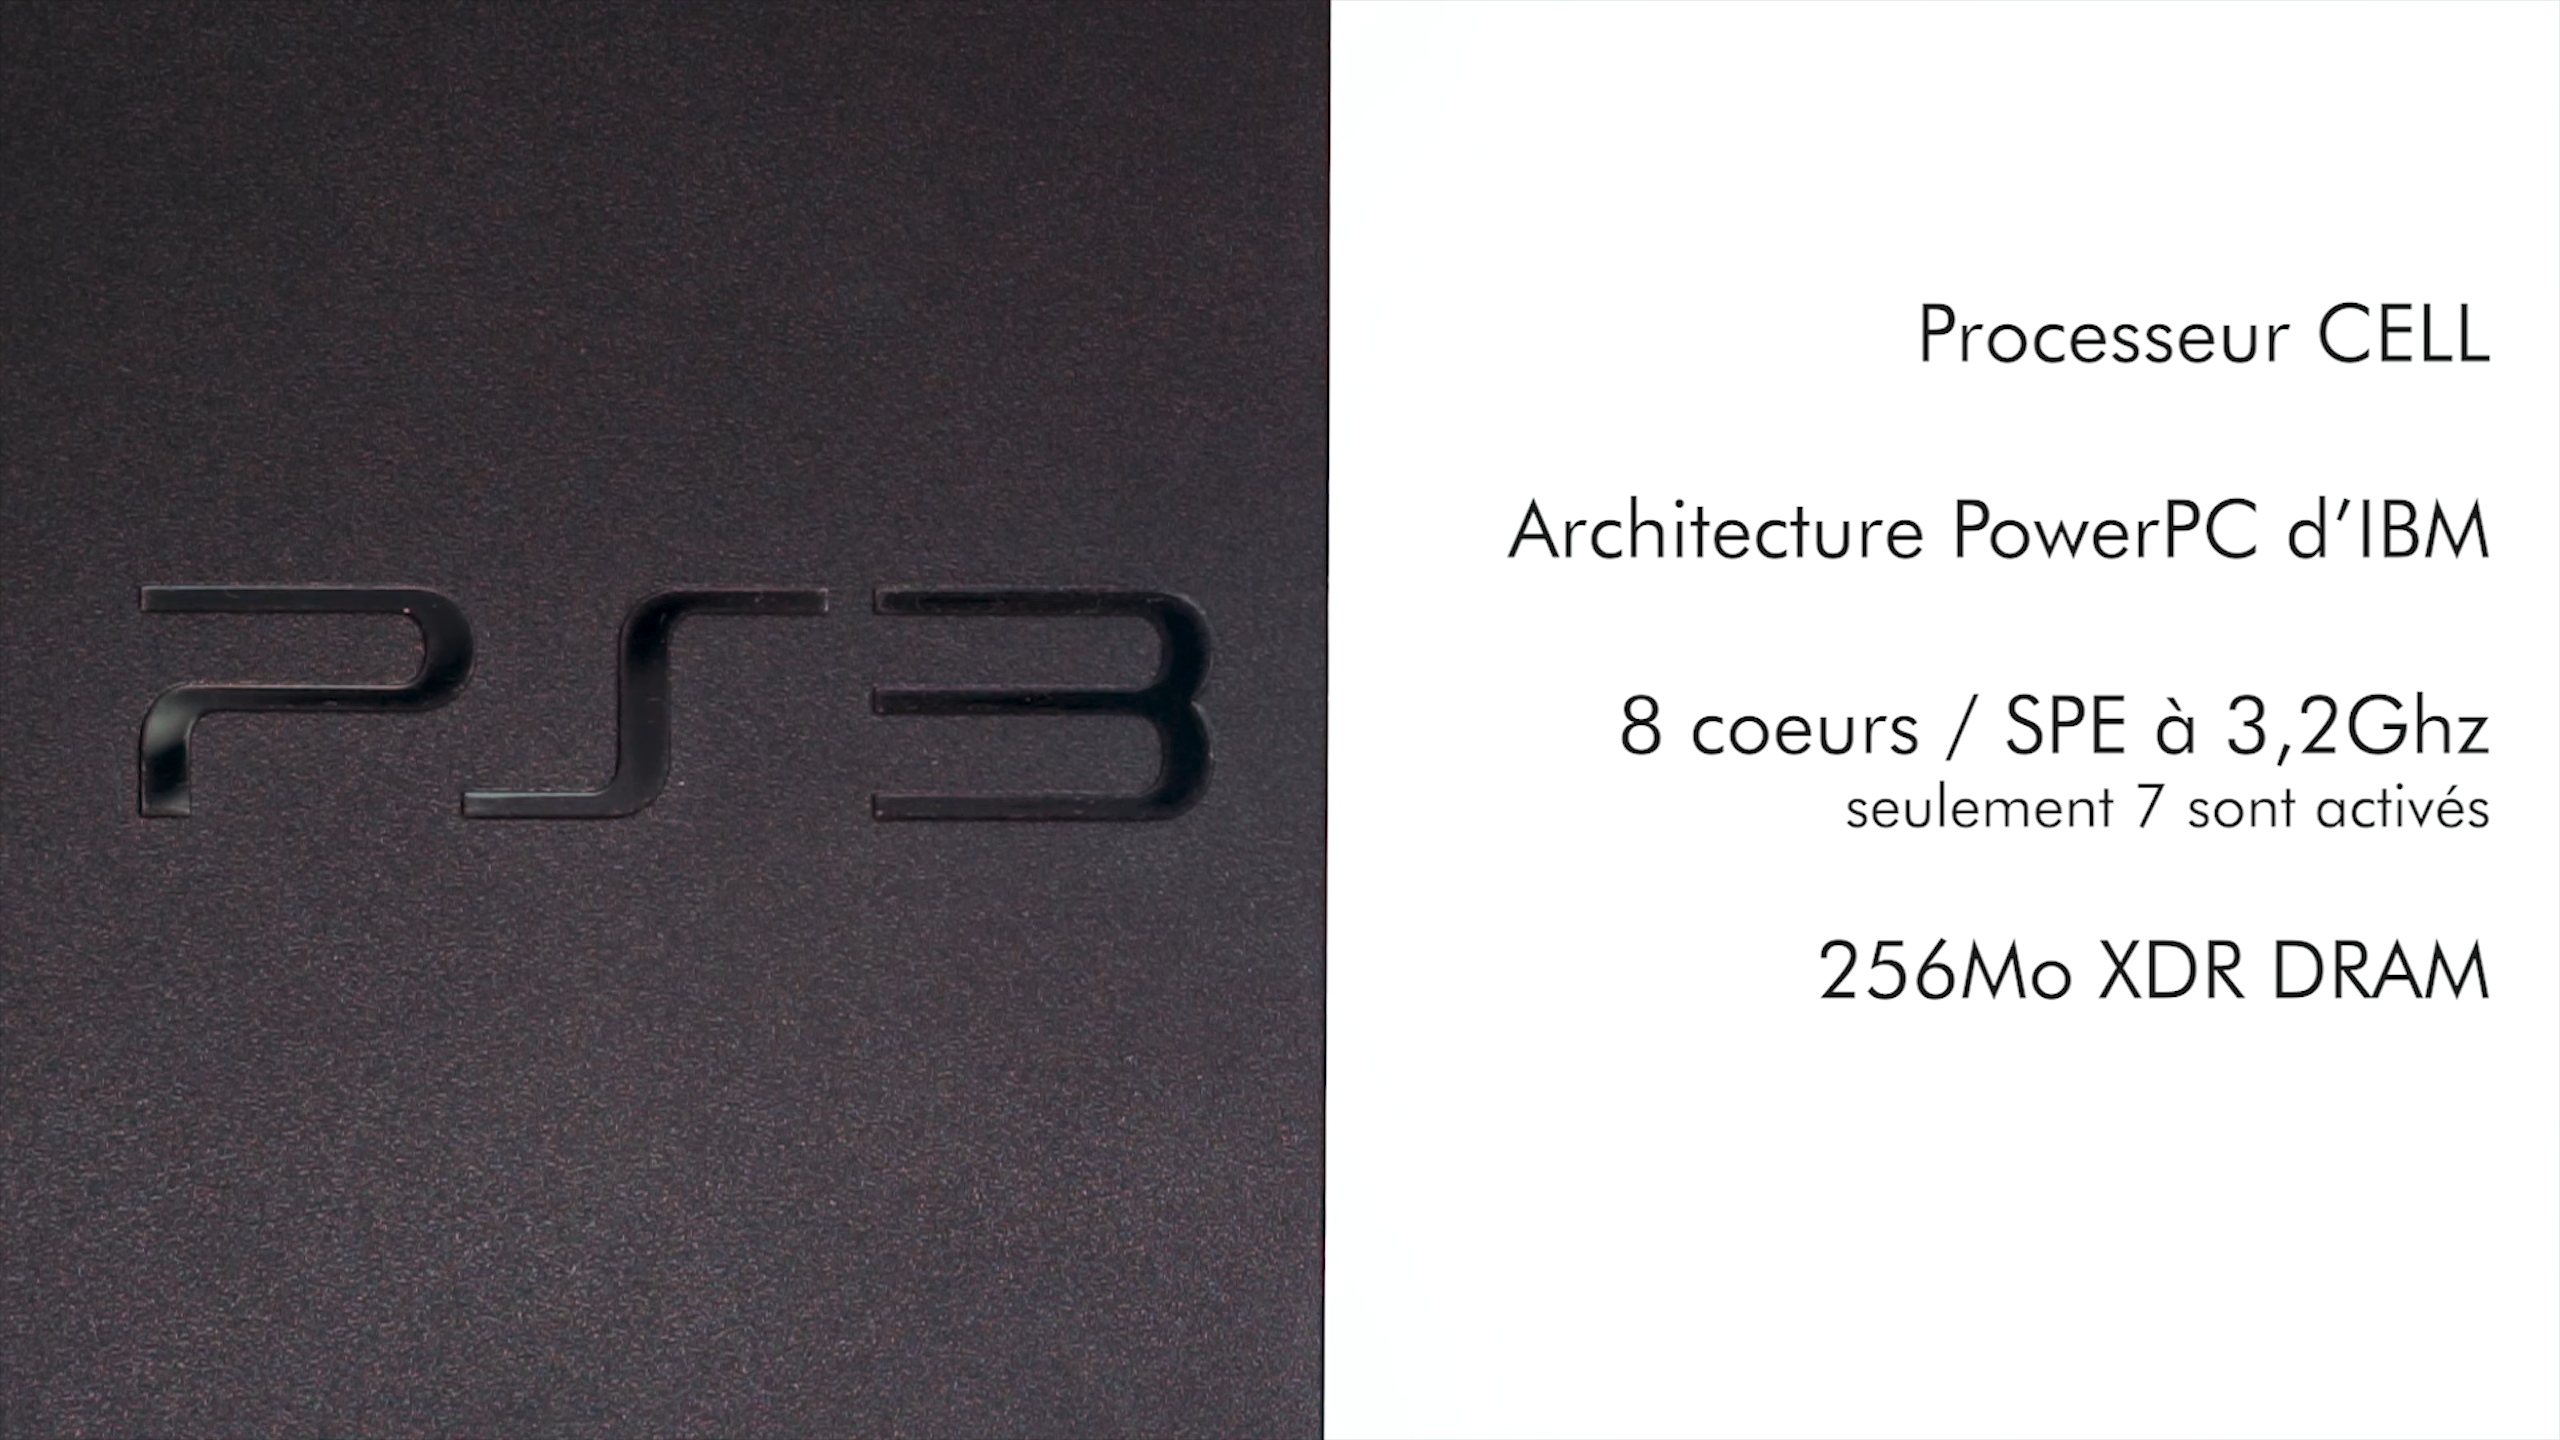 PS3
Processeur CELL
Architecture PowerPC d’IBM
8 coeurs / SPE à 3,2Ghz
seulement 7 sont activés
256Mo XDR DRAM